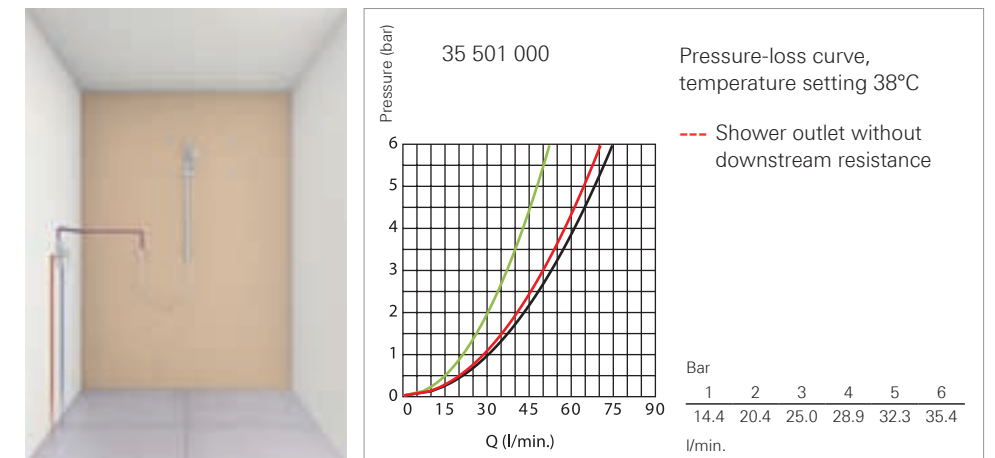 Pressure (bar)
35 501 000
Pressure-loss curve,
temperature setting 38°C
--- Shower outlet without
downstream resistance
6
5
4
3
2
1
0
0 15 30 45 60 75 90
Q (l/min.)
Bar
1 2 3 4 5 6
14.4 20.4 25.0 28.9 32.3 35.4
l/min.